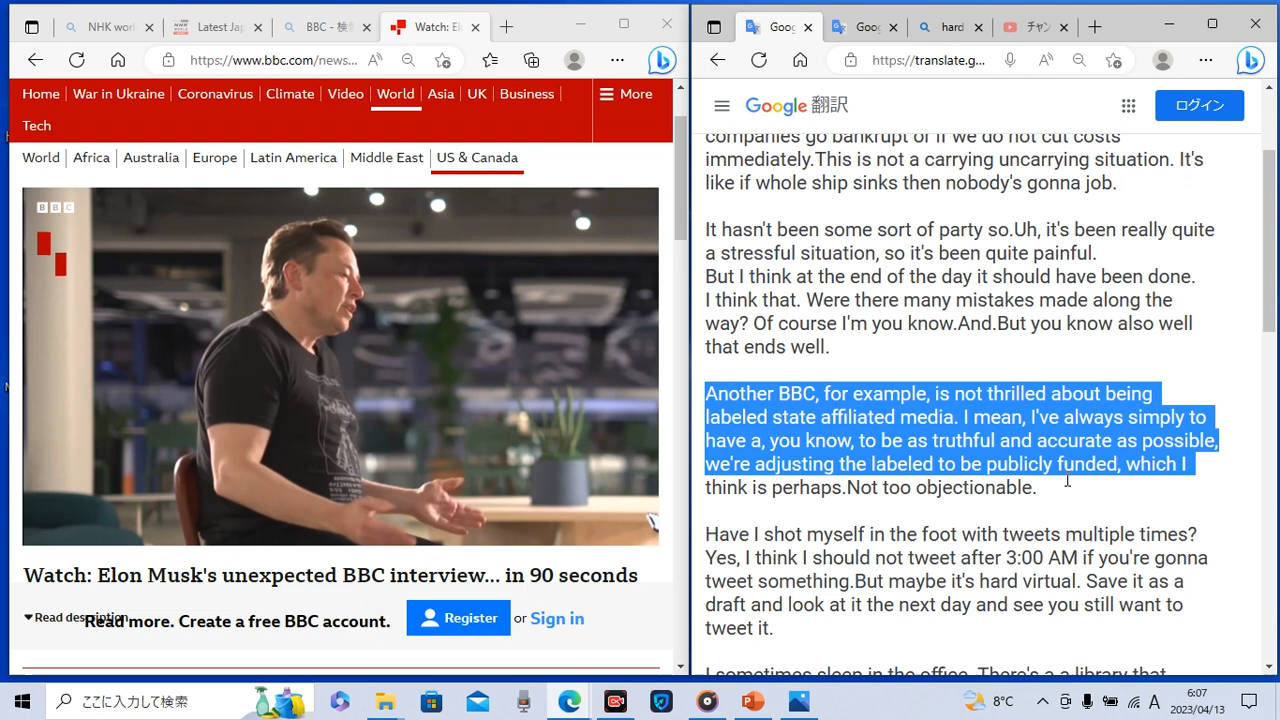 NHK work
Latest Jap
BBC - 検索
Watch: El
https://www.bbc.com/news...
Home
War in Ukraine
Coronavirus
Climate
Video
World
Asia
UK
Business
More
Tech
World
Africa
Australia
Europe
Latin America
Middle East
US & Canada
BBC
Watch: Elon Musk's unexpected BBC interview... in 90 seconds
Read description
Read more. Create a free BBC account.
Register
or Sign in
Goog
Goog
hard
チャン
https://translate.g...
Google 翻訳
ログイン
companies go bankrupt or if we do not cut costs
immediately.This is not a carrying uncarrying situation. It's
like if whole ship sinks then nobody's gonna job.
It hasn't been some sort of party so.Uh, it's been really quite
a stressful situation, so it's been quite painful.
But I think at the end of the day it should have been done.
I think that. Were there many mistakes made along the
way? Of course I'm you know.And.But you know also well
that ends well.
Another BBC, for example, is not thrilled about being
labeled state affiliated media. I mean, I've always simply to
have a, you know, to be as truthful and accurate as possible,
we're adjusting the labeled to be publicly funded, which I
think is perhaps.Not too objectionable.
Have I shot myself in the foot with tweets multiple times?
Yes, I think I should not tweet after 3:00 AM if you're gonna
tweet something.But maybe it's hard virtual. Save it as a
draft and look at it the next day and see you still want to
tweet it.
I sometimes sleep in the office. There's a a library that
ここに入力して検索
8°C
A
6:07
2023/04/13